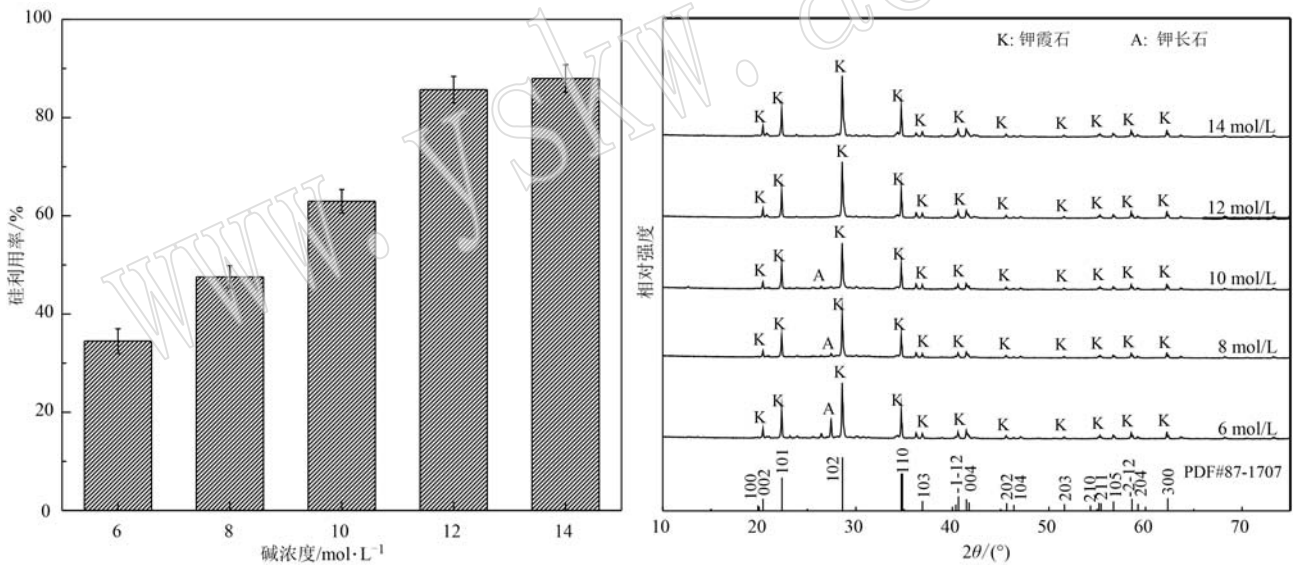 100
80
60
40
20
0
硅利用率/%
6 8 10 12 14
碱浓度/mol·L⁻¹
K: 钾霞石 A: 钾长石
K K K K K K K K K K K
14 mol/L
K K K K K K K K K K K
12 mol/L
K K A K K K K K K K K K
10 mol/L
K K A K K K K K K K K K
8 mol/L
K K A K K K K K K K K K
6 mol/L
PDF#87-1707
100 002 101 102 110 103 -1-12 004 202 104 203 210 211 105 -2-12 204 300
相对强度
10 20 30 40 50 60 70
2θ/(°)